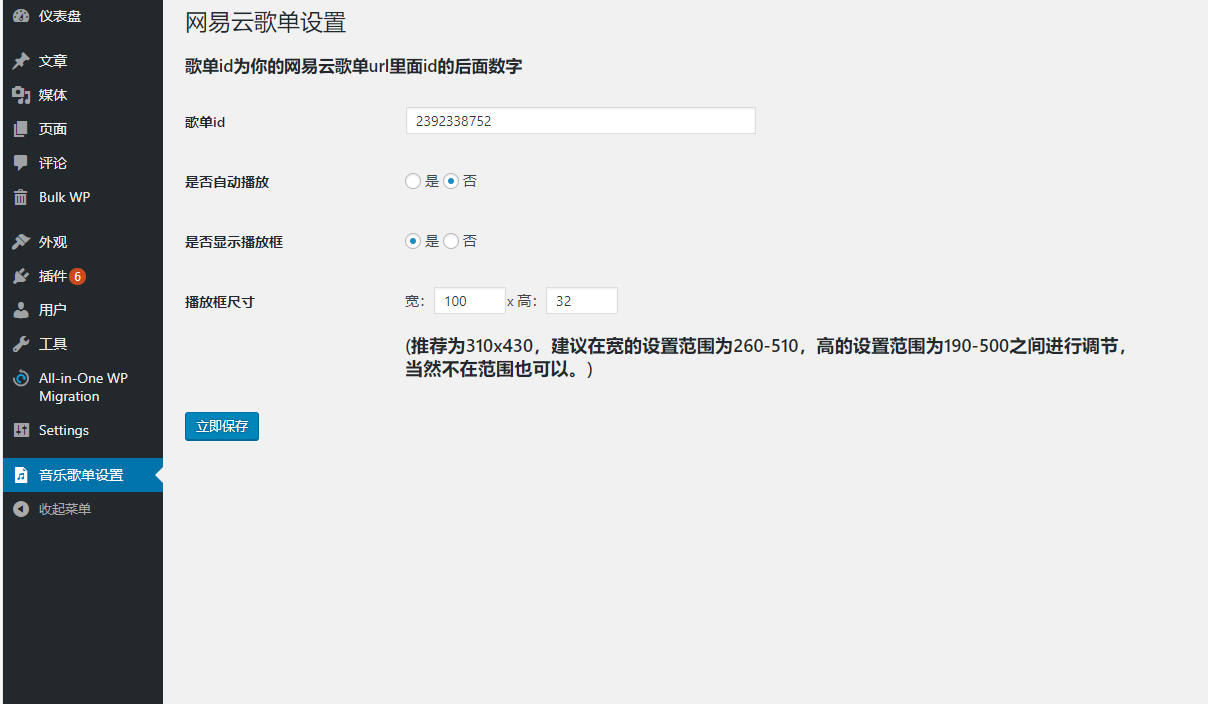 仪表盘
文章
媒体
页面
评论
Bulk WP
外观
插件 6
用户
工具
All-in-One WP
Migration
Settings
音乐歌单设置
收起菜单
网易云歌单设置
歌单id为你的网易云歌单url里面id的后面数字
歌单id 2392338752
是否自动播放 是 否
是否显示播放框 是 否
播放框尺寸 宽： 100 x 高： 32
(推荐为310x430，建议在宽的设置范围为260-510，高的设置范围为190-500之间进行调节，
当然不在范围也可以。)
立即保存